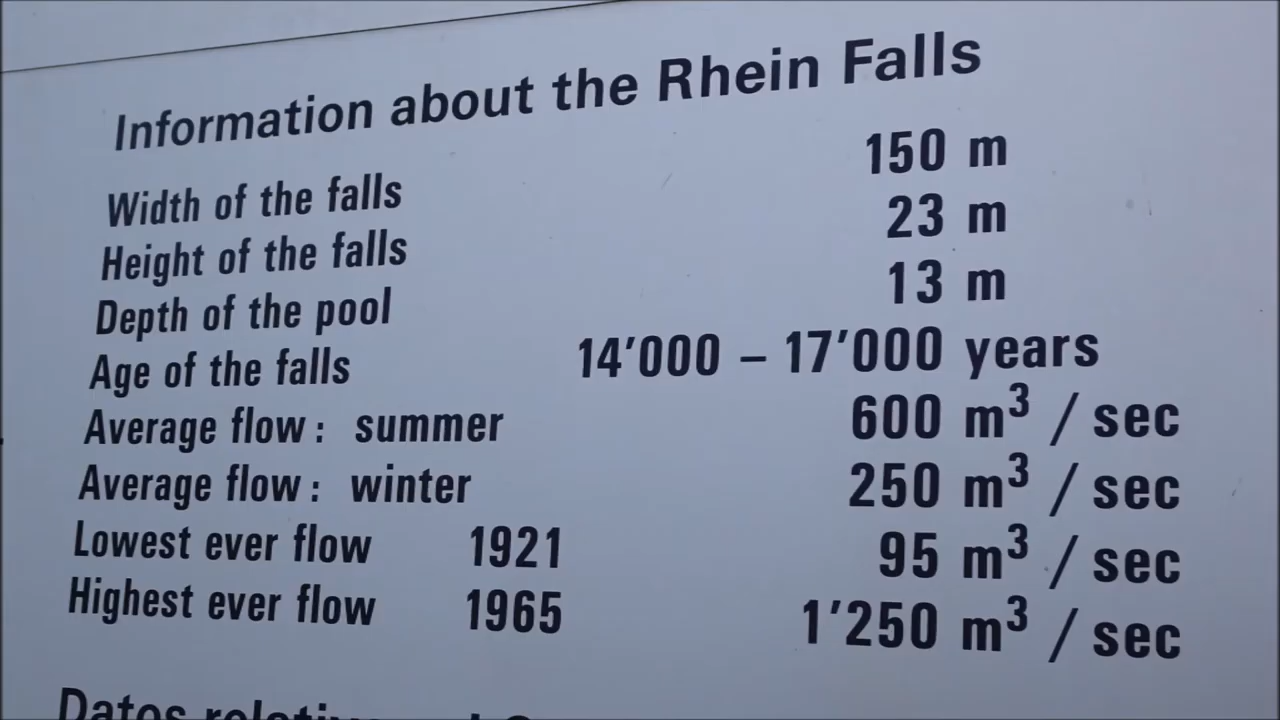 Information about the Rhein Falls
Width of the falls 150 m
Height of the falls 23 m
Depth of the pool 13 m
Age of the falls 14'000 – 17'000 years
Average flow: summer 600 m³ / sec
Average flow: winter 250 m³ / sec
Lowest ever flow 1921 95 m³ / sec
Highest ever flow 1965 1'250 m³ / sec
Datos